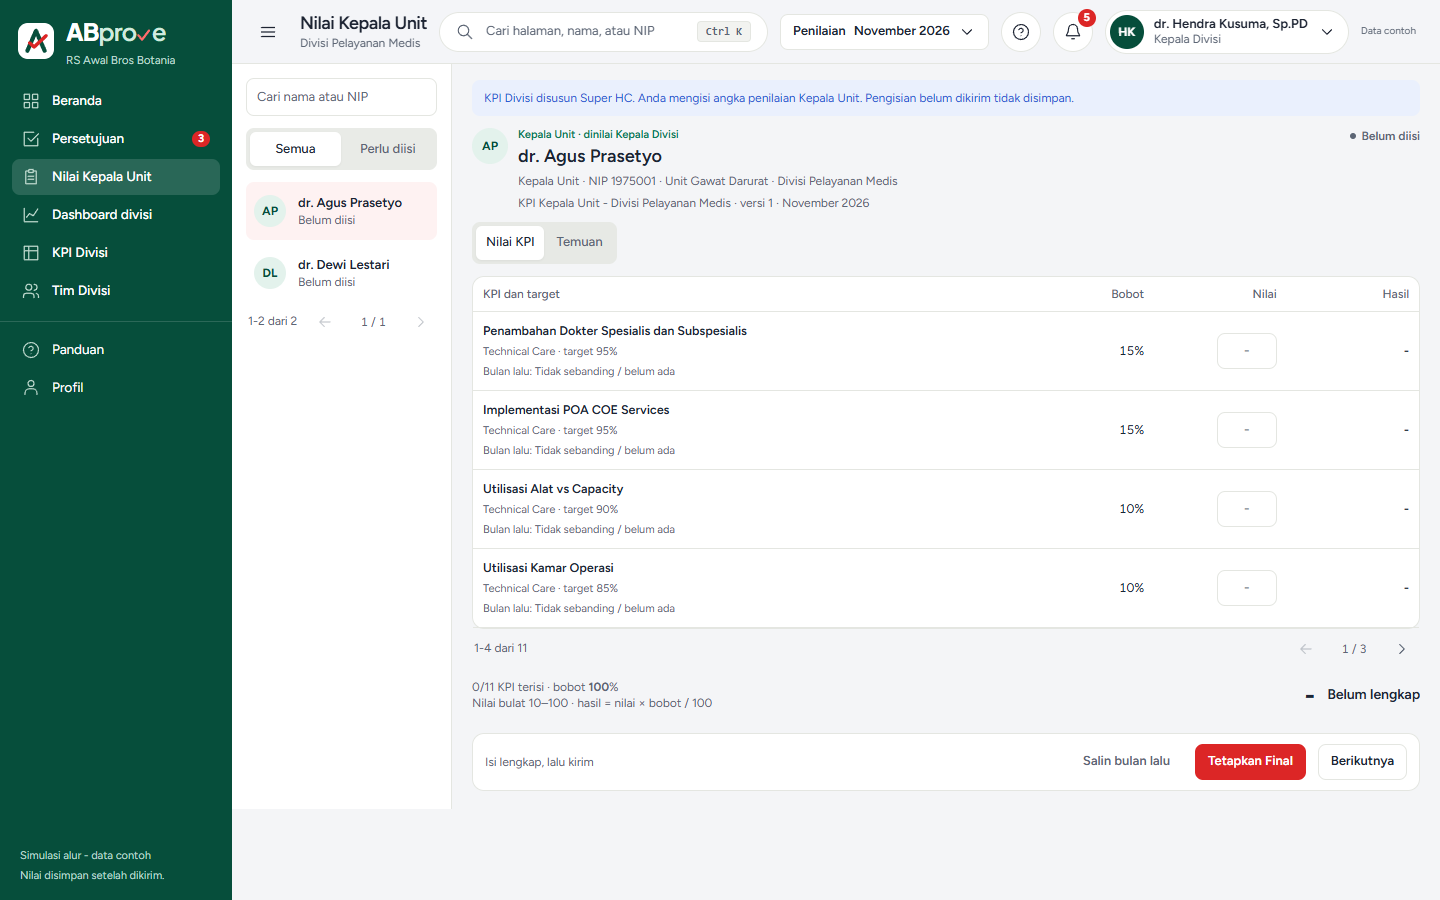 ABprove
RS Awal Bros Botania
Beranda
Persetujuan
3
Nilai Kepala Unit
Dashboard divisi
KPI Divisi
Tim Divisi
Panduan
Profil
Simulasi alur - data contoh
Nilai disimpan setelah dikirim.
Nilai Kepala Unit
Divisi Pelayanan Medis
Cari halaman, nama, atau NIP
Ctrl K
Penilaian November 2026
5
HK
dr. Hendra Kusuma, Sp.PD
Kepala Divisi
Data contoh
Cari nama atau NIP
Semua
Perlu diisi
AP
dr. Agus Prasetyo
Belum diisi
DL
dr. Dewi Lestari
Belum diisi
1-2 dari 2
1 / 1
KPI Divisi disusun Super HC. Anda mengisi angka penilaian Kepala Unit. Pengisian belum dikirim tidak disimpan.
AP
Kepala Unit · dinilai Kepala Divisi
dr. Agus Prasetyo
Kepala Unit · NIP 1975001 · Unit Gawat Darurat · Divisi Pelayanan Medis
KPI Kepala Unit - Divisi Pelayanan Medis · versi 1 · November 2026
Belum diisi
Nilai KPI
Temuan
KPI dan target
Bobot
Nilai
Hasil
Penambahan Dokter Spesialis dan Subspesialis
Technical Care · target 95%
Bulan lalu: Tidak sebanding / belum ada
15%
-
-
Implementasi POA COE Services
Technical Care · target 95%
Bulan lalu: Tidak sebanding / belum ada
15%
-
-
Utilisasi Alat vs Capacity
Technical Care · target 90%
Bulan lalu: Tidak sebanding / belum ada
10%
-
-
Utilisasi Kamar Operasi
Technical Care · target 85%
Bulan lalu: Tidak sebanding / belum ada
10%
-
-
1-4 dari 11
1 / 3
0/11 KPI terisi · bobot 100%
Nilai bulat 10–100 · hasil = nilai × bobot / 100
- Belum lengkap
Isi lengkap, lalu kirim
Salin bulan lalu
Tetapkan Final
Berikutnya